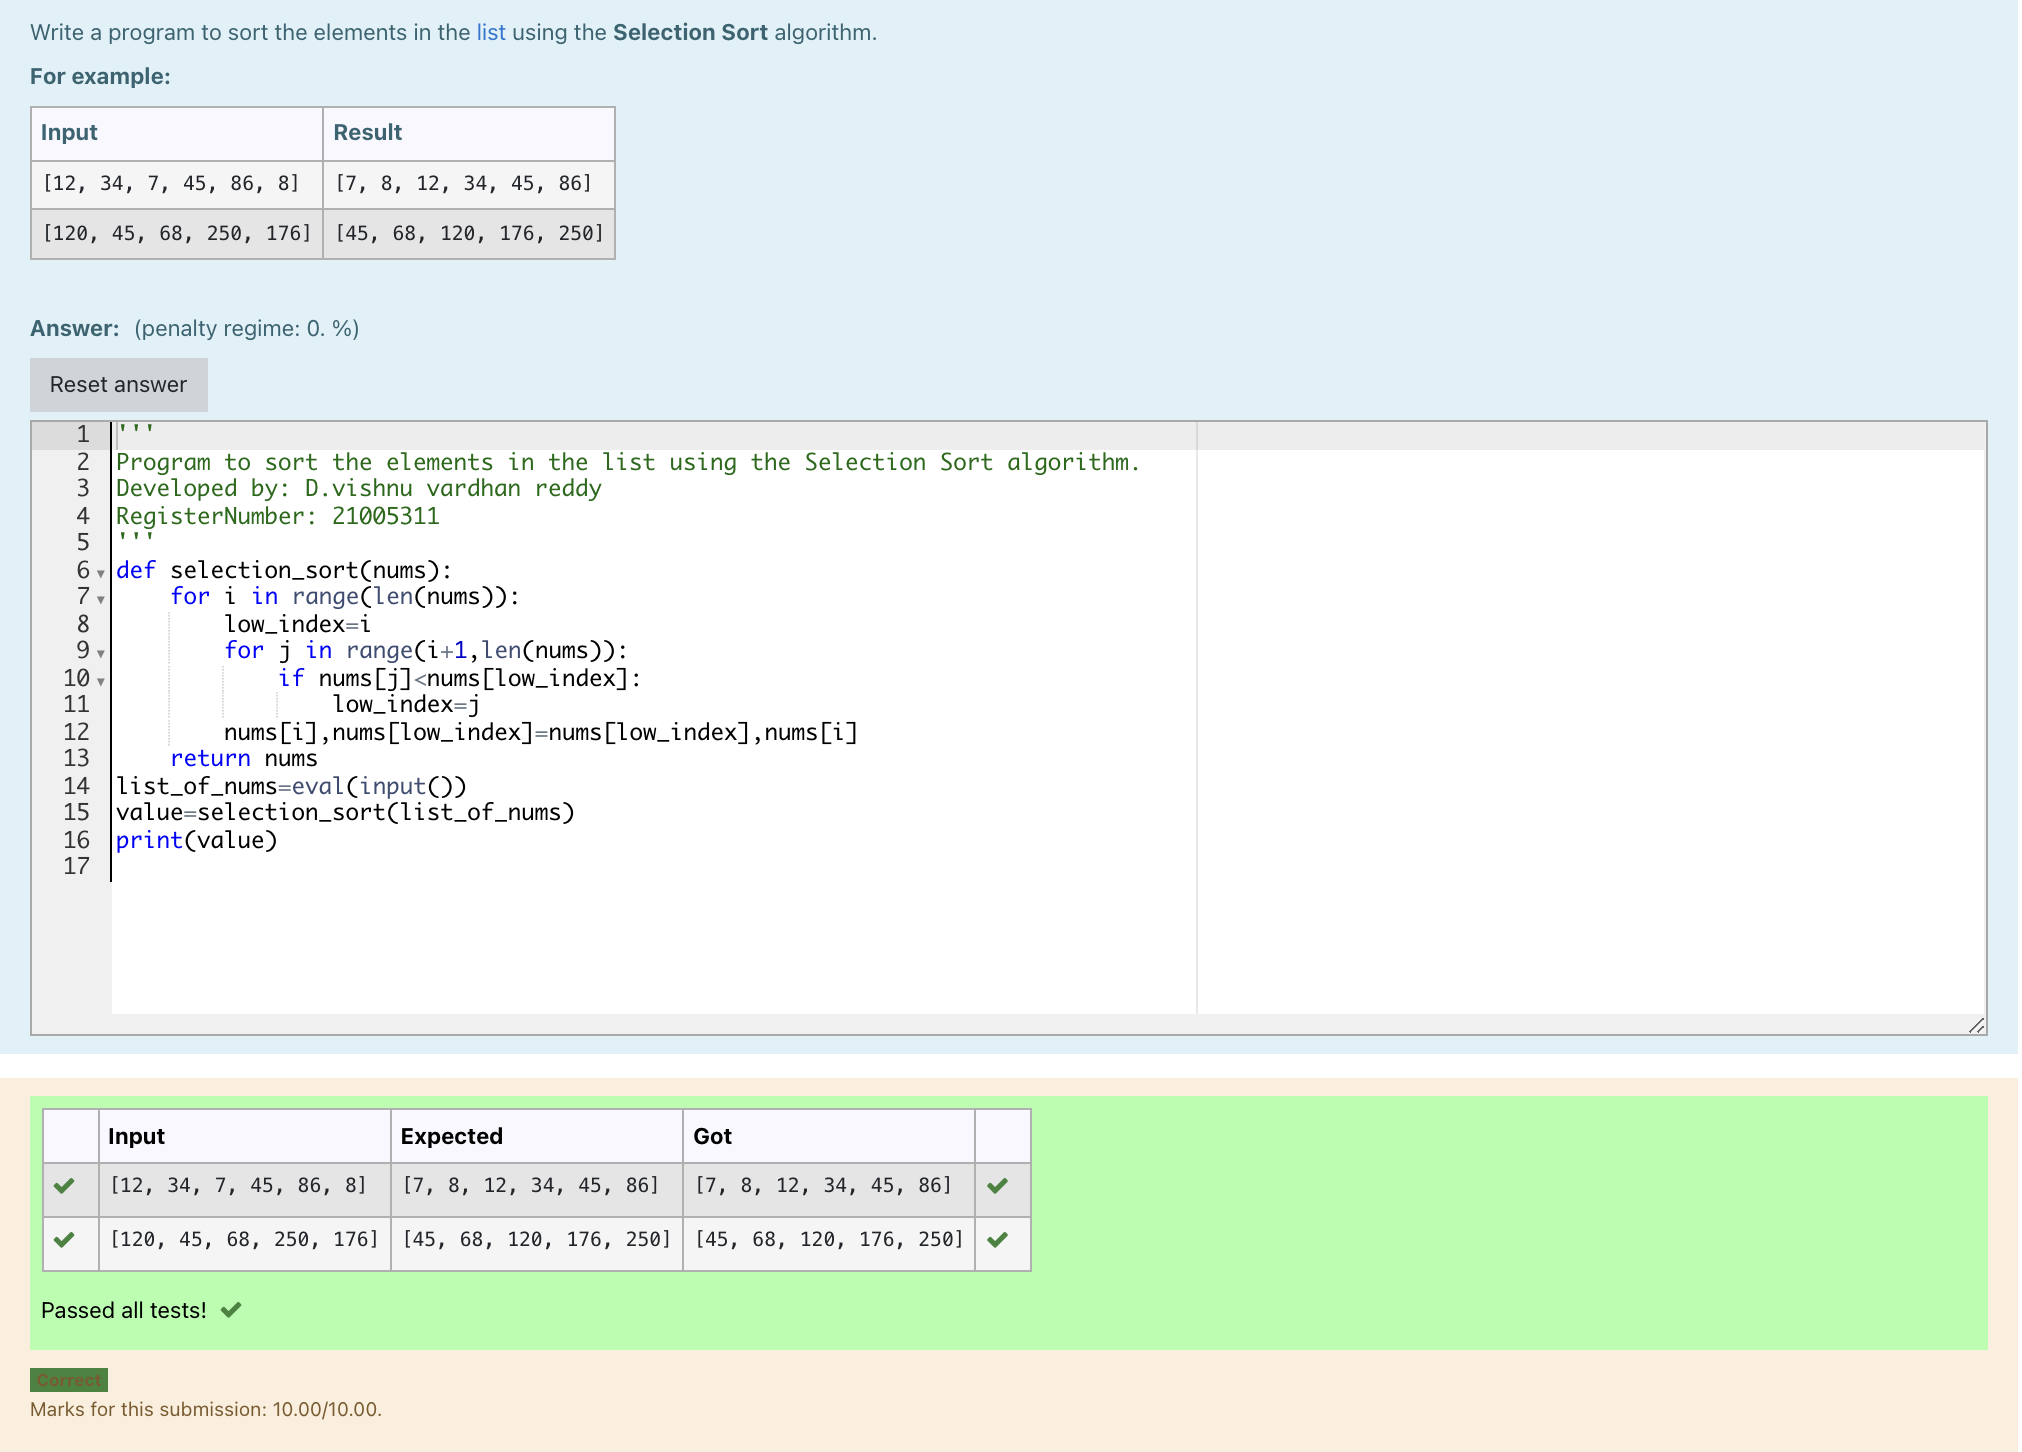 Write a program to sort the elements in the list using the Selection Sort algorithm.
For example:
Input Result
[12, 34, 7, 45, 86, 8] [7, 8, 12, 34, 45, 86]
[120, 45, 68, 250, 176] [45, 68, 120, 176, 250]
Answer: (penalty regime: 0. %)
Reset answer
1 '''
2 Program to sort the elements in the list using the Selection Sort algorithm.
3 Developed by: D.vishnu vardhan reddy
4 RegisterNumber: 21005311
5 '''
6 def selection_sort(nums):
7     for i in range(len(nums)):
8         low_index=i
9         for j in range(i+1,len(nums)):
10             if nums[j]<nums[low_index]:
11                 low_index=j
12         nums[i],nums[low_index]=nums[low_index],nums[i]
13     return nums
14 list_of_nums=eval(input())
15 value=selection_sort(list_of_nums)
16 print(value)
17
Input Expected Got
[12, 34, 7, 45, 86, 8] [7, 8, 12, 34, 45, 86] [7, 8, 12, 34, 45, 86]
[120, 45, 68, 250, 176] [45, 68, 120, 176, 250] [45, 68, 120, 176, 250]
Passed all tests!
Correct
Marks for this submission: 10.00/10.00.